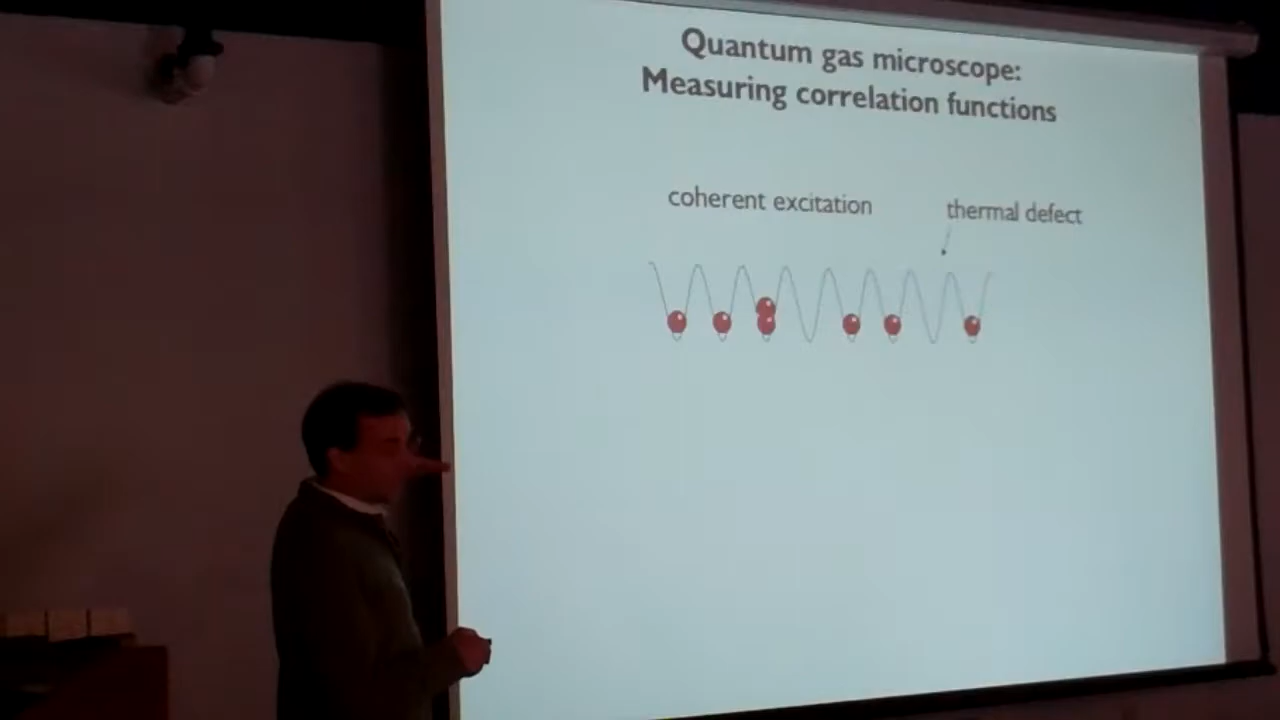 Quantum gas microscope:
Measuring correlation functions
coherent excitation
thermal defect